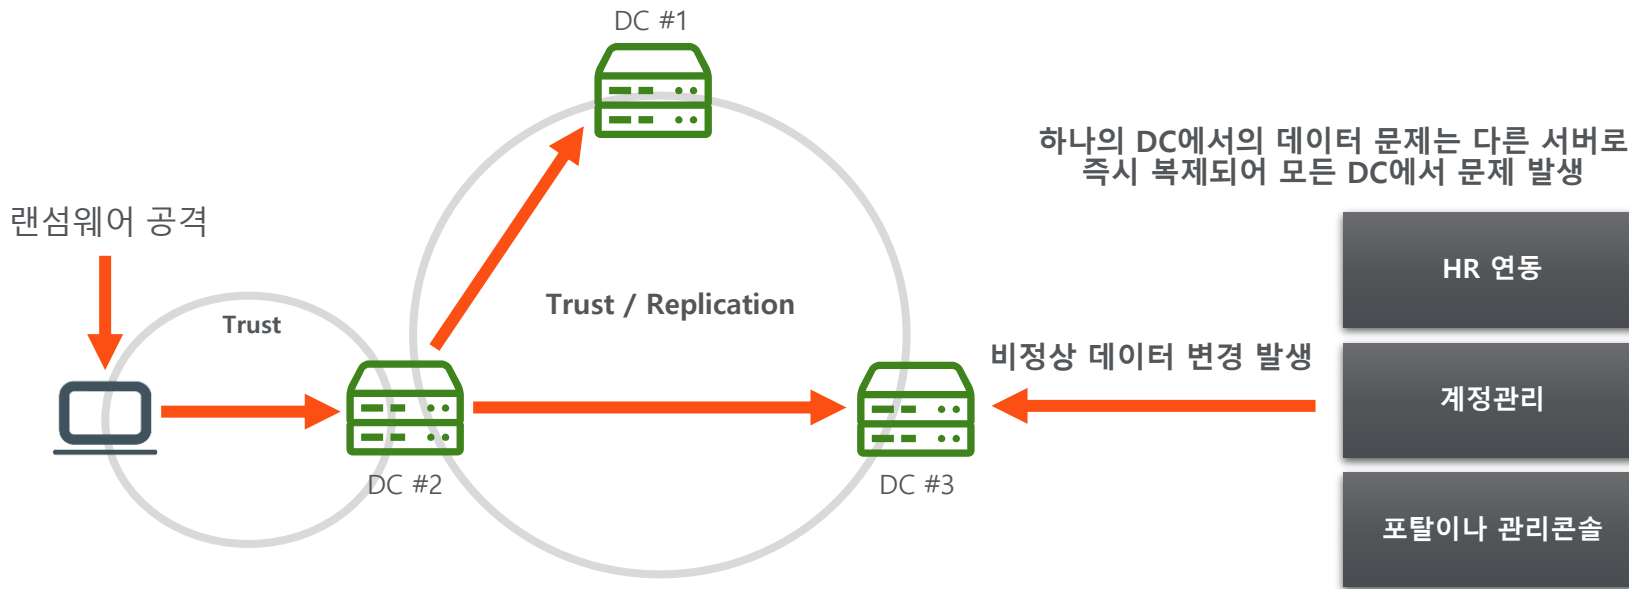 DC #1
하나의 DC에서의 데이터 문제는 다른 서버로
즉시 복제되어 모든 DC에서 문제 발생
랜섬웨어 공격
HR 연동
Trust / Replication
Trust
비정상 데이터 변경 발생
계정관리
DC #2
DC #3
포탈이나 관리콘솔